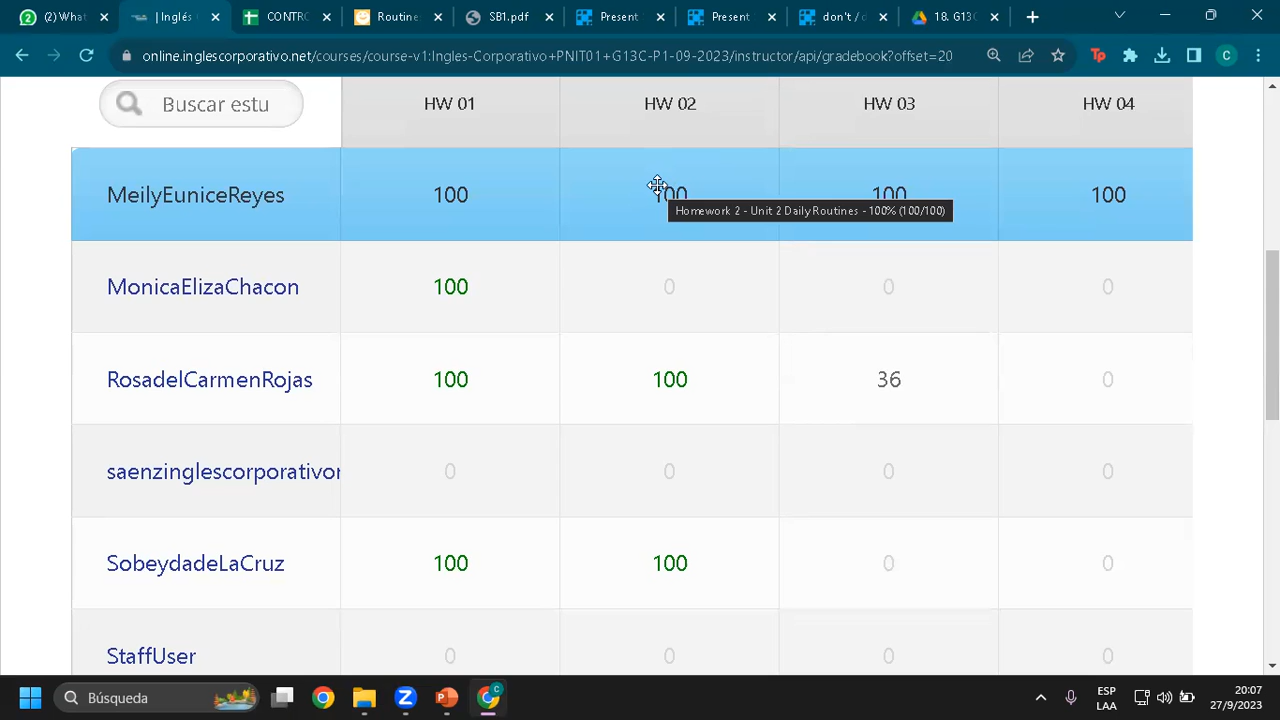 (2) What
| Inglés
CONTRO
Routine
SB1.pdf
Present
Present
don't / d
18. G13C
online.inglescorporativo.net/courses/course-v1:Ingles-Corporativo+PNIT01+G13C-P1-09-2023/instructor/api/gradebook?offset=20
Tp
C
Buscar estu
HW 01 HW 02 HW 03 HW 04
MeilyEuniceReyes 100 100 100 100
Homework 2 - Unit 2 Daily Routines - 100% (100/100)
MonicaElizaChacon 100 0 0 0
RosadelCarmenRojas 100 100 36 0
saenzinglescorporativor 0 0 0 0
SobeydadeLaCruz 100 100 0 0
StaffUser 0 0 0 0
Búsqueda
ESP
LAA
20:07
27/9/2023